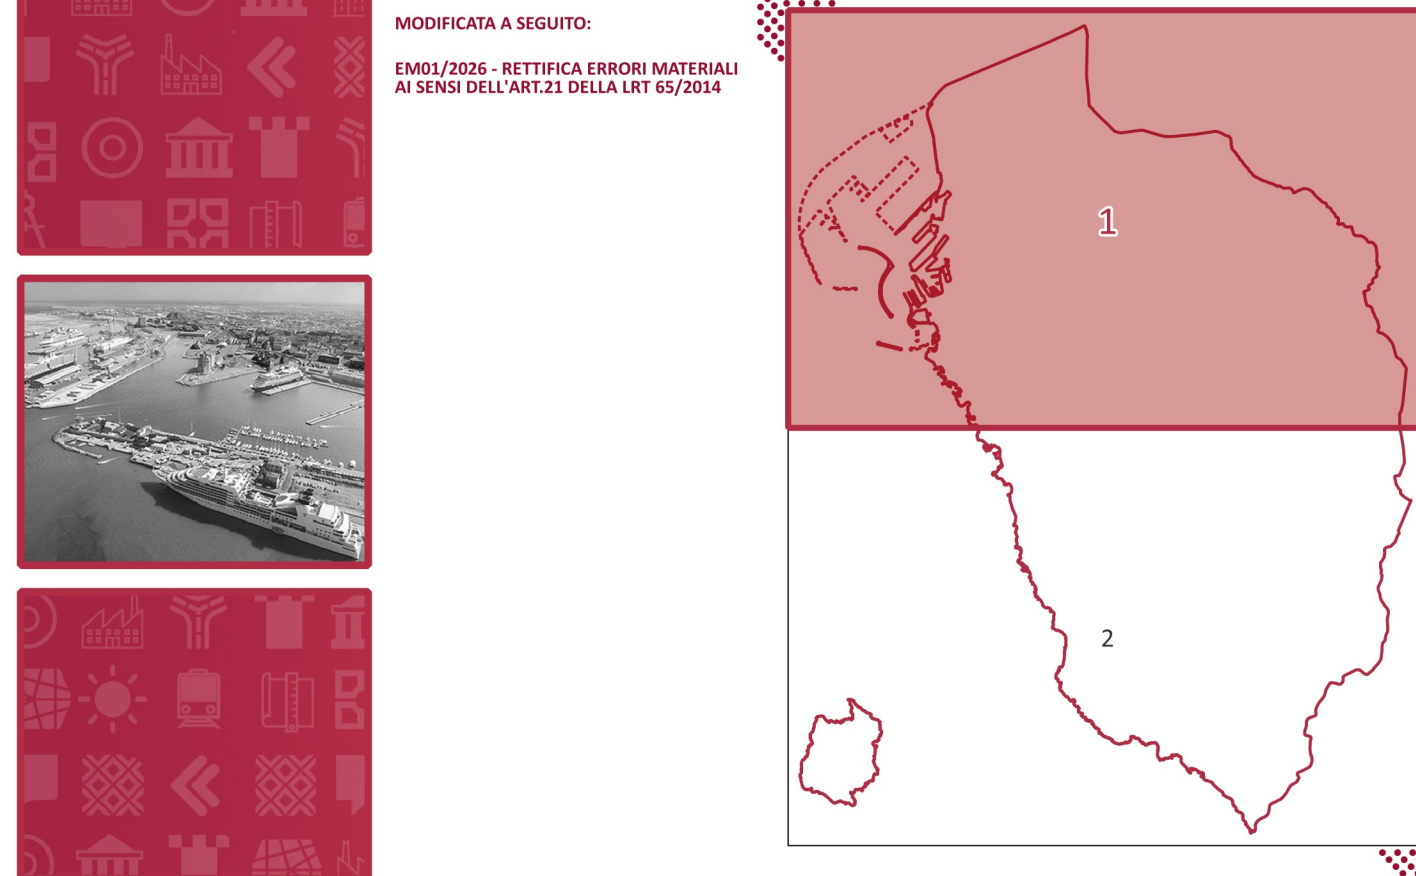 MODIFICATA A SEGUITO:
EM01/2026 - RETTIFICA ERRORI MATERIALI
AI SENSI DELL'ART.21 DELLA LRT 65/2014
1
2